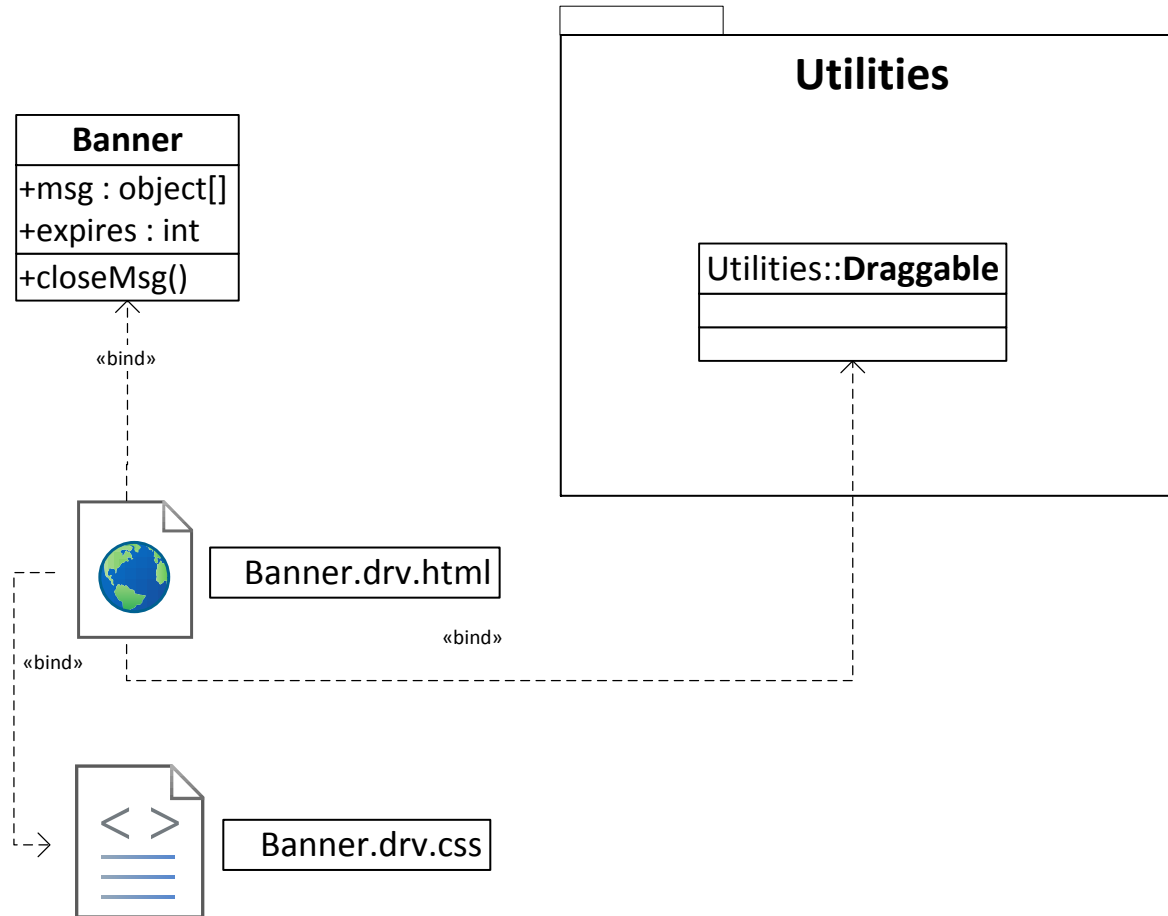 Utilities
Banner
+msg : object[]
+expires : int
+closeMsg()
Utilities::Draggable
«bind»
Banner.drv.html
«bind»
«bind»
< >
Banner.drv.css